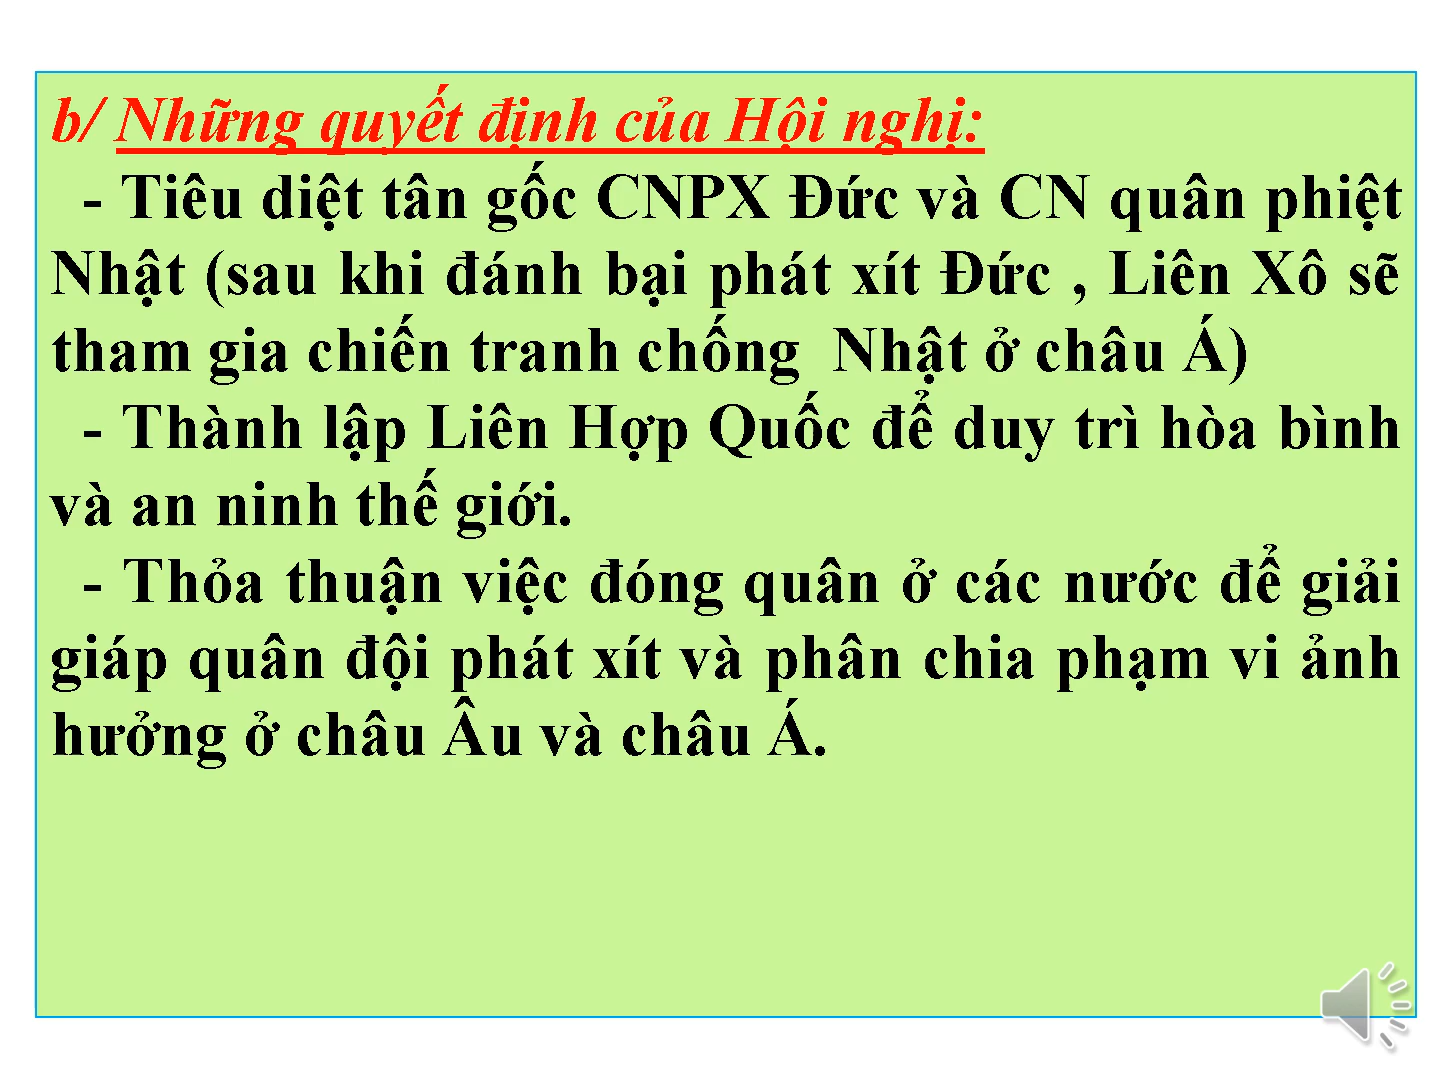 b/ Những quyết định của Hội nghị:
- Tiêu diệt tân gốc CNPX Đức và CN quân phiệt
Nhật (sau khi đánh bại phát xít Đức , Liên Xô sẽ
tham gia chiến tranh chống Nhật ở châu Á)
- Thành lập Liên Hợp Quốc để duy trì hòa bình
và an ninh thế giới.
- Thỏa thuận việc đóng quân ở các nước để giải
giáp quân đội phát xít và phân chia phạm vi ảnh
hưởng ở châu Âu và châu Á.